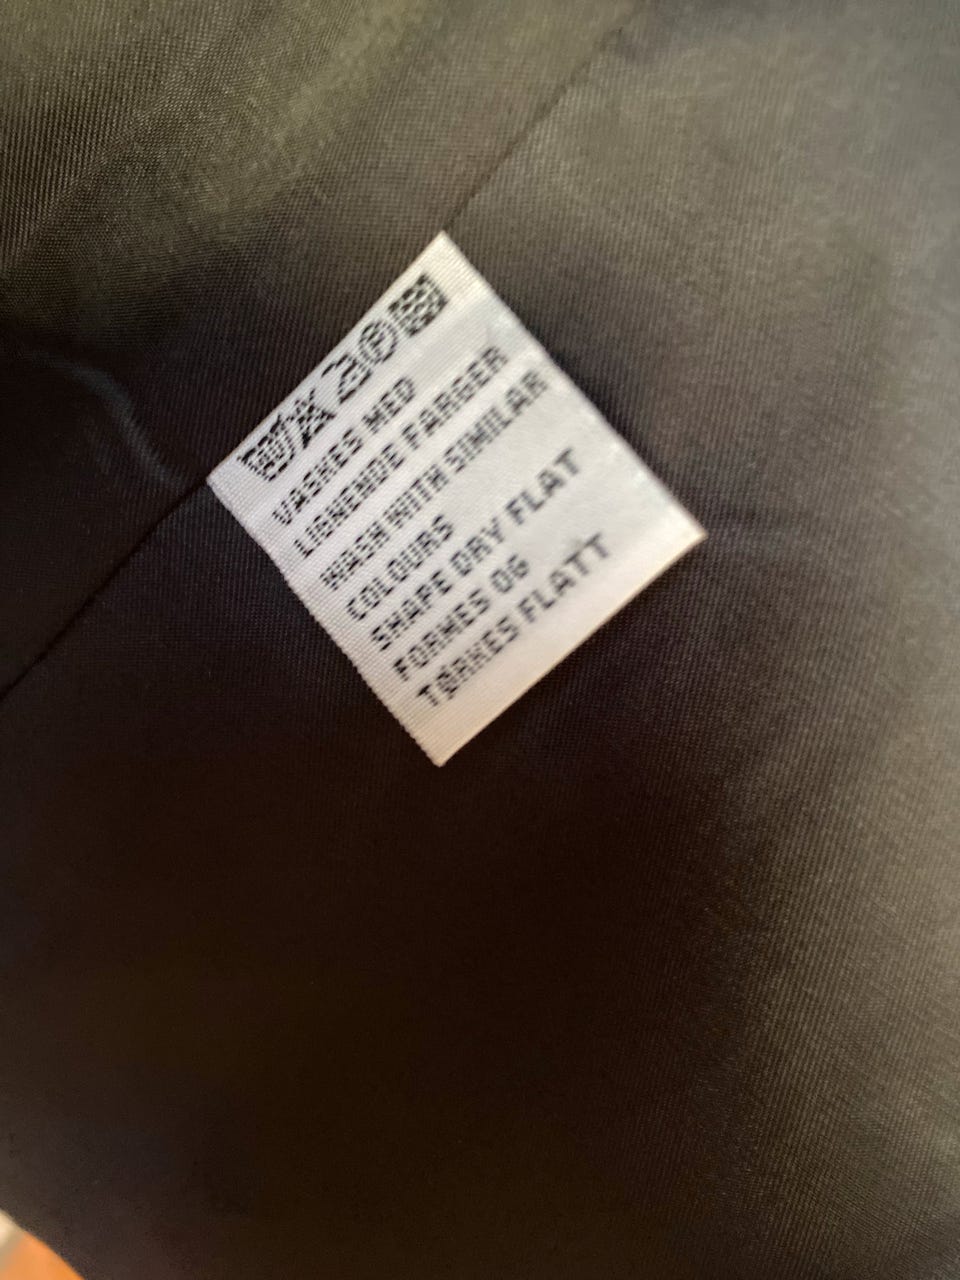 VASKES MED
LIGNENDE FARGER
WASH WITH SIMILAR
COLOURS
SHAPE DRY FLAT
FORMES OG
TØRKES FLATT